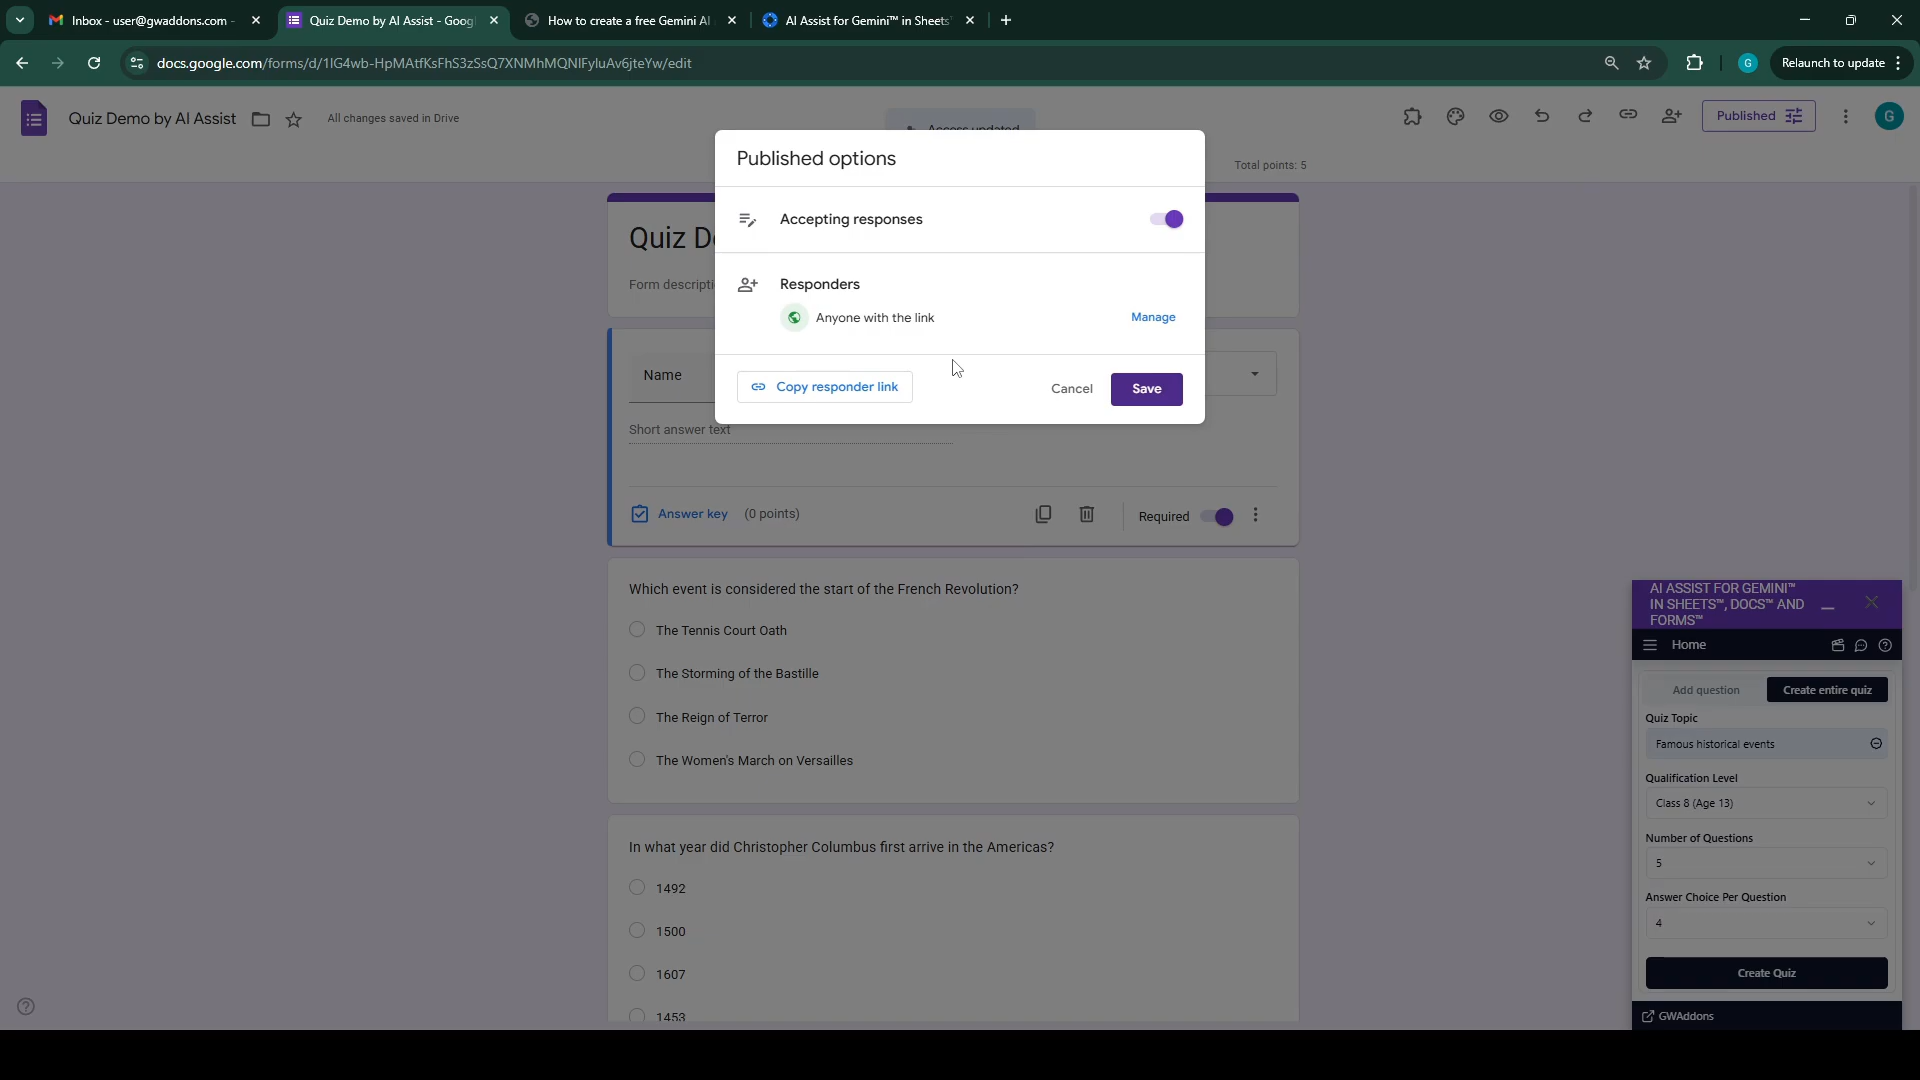 Inbox - user@gwaddons.com -
Quiz Demo by AI Assist - Goog
How to create a free Gemini AI
AI Assist for Gemini™ in Sheets
docs.google.com/forms/d/1IG4wb-HpMAtfKsFhS3zSsQ7XNMhMQNIFyluAv6jteYw/edit
G
Relaunch to update
Quiz Demo by AI Assist
All changes saved in Drive
Access updated
Published
G
Total points: 5
Published options
Accepting responses
Responders
Anyone with the link
Manage
Copy responder link
Cancel
Save
Quiz D
Form descripti
Name
Short answer text
Answer key
(0 points)
Required
Which event is considered the start of the French Revolution?
The Tennis Court Oath
The Storming of the Bastille
The Reign of Terror
The Women's March on Versailles
In what year did Christopher Columbus first arrive in the Americas?
1492
1500
1607
1453
AI ASSIST FOR GEMINI™
IN SHEETS™, DOCS™ AND
FORMS™
Home
Add question
Create entire quiz
Quiz Topic
Famous historical events
Qualification Level
Class 8 (Age 13)
Number of Questions
5
Answer Choice Per Question
4
Create Quiz
GWAddons